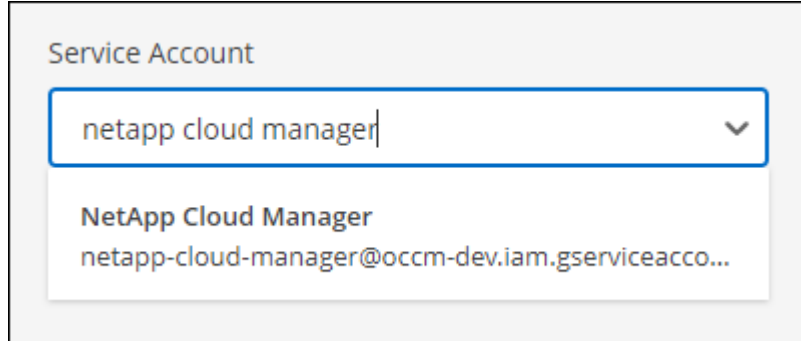 Service Account
netapp cloud manager
NetApp Cloud Manager
netapp-cloud-manager@occm-dev.iam.gserviceacco...